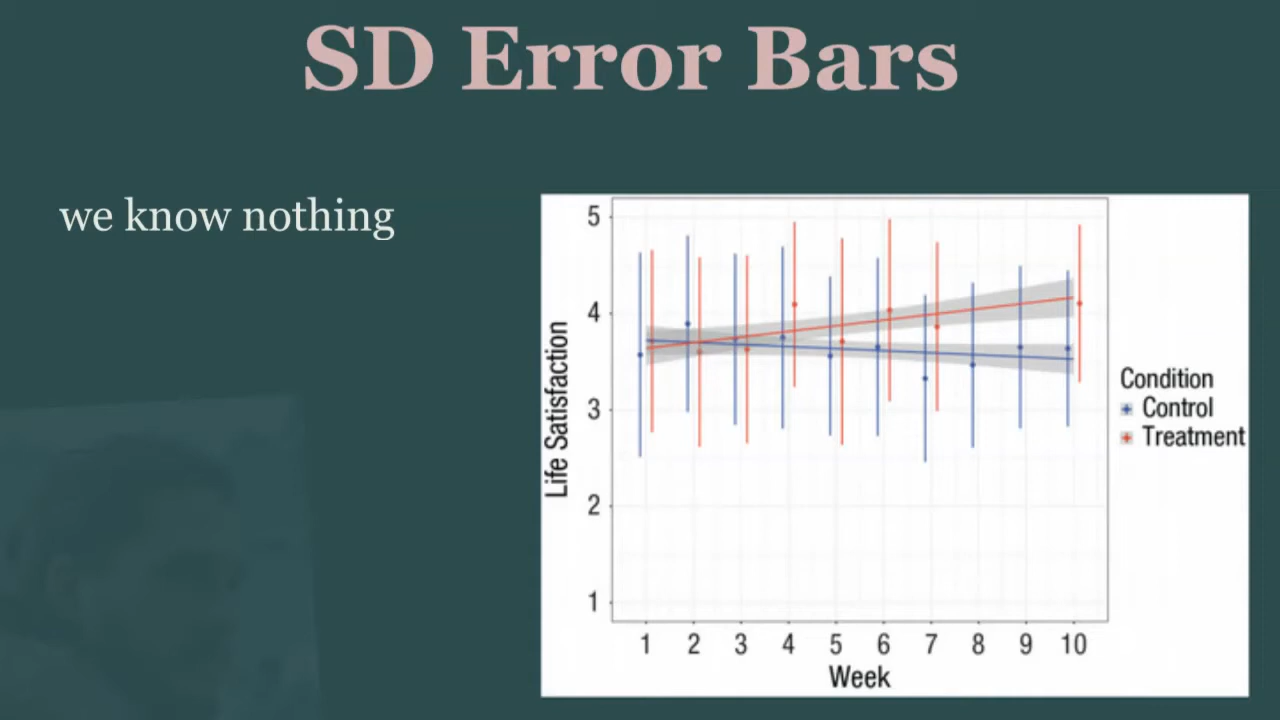 SD Error Bars
we know nothing
5
4
3
2
1
Life Satisfaction
1 2 3 4 5 6 7 8 9 10
Week
Condition
Control
Treatment